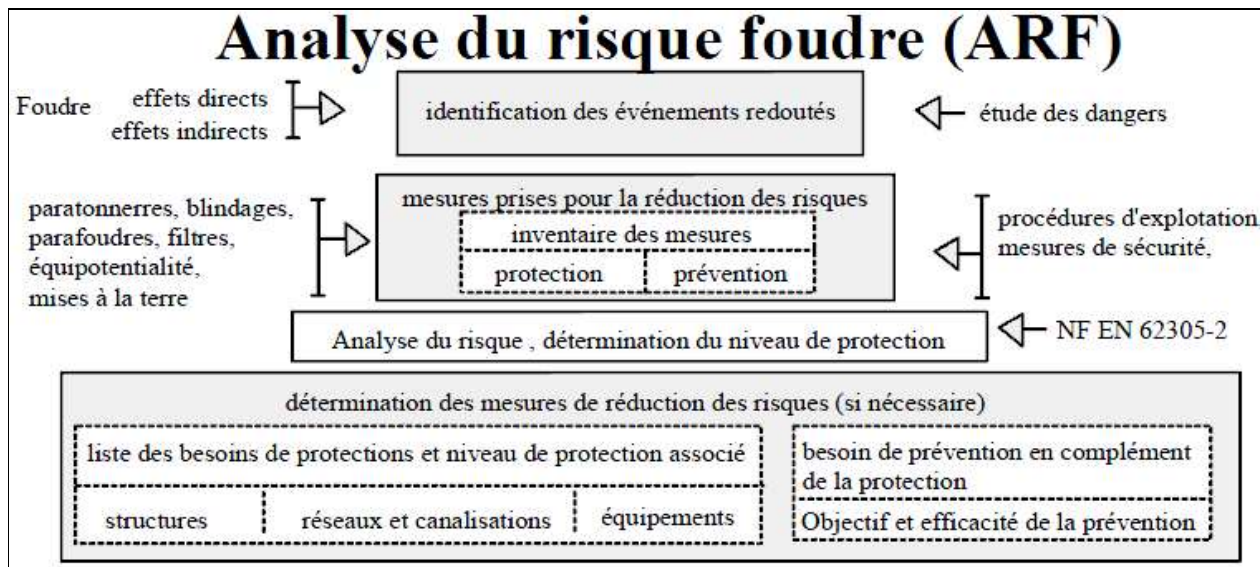 Analyse du risque foudre (ARF)
Foudre
effets directs
effets indirects
identification des événements redoutés
étude des dangers
paratonnerres, blindages,
parafoudres, filtres,
équipotentialité,
mises à la terre
mesures prises pour la réduction des risques
inventaire des mesures
protection
prévention
procédures d'explotation
mesures de sécurité,
Analyse du risque , détermination du niveau de protection
NF EN 62305-2
détermination des mesures de réduction des risques (si nécessaire)
liste des besoins de protections et niveau de protection associé
structures
réseaux et canalisations
équipements
besoin de prévention en complément
de la protection
Objectif et efficacité de la prévention